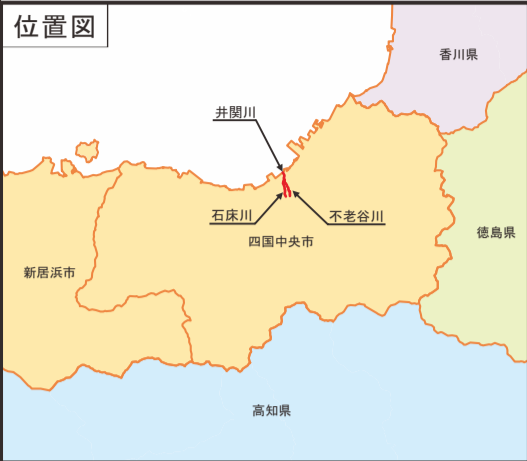 位置図
香川県
井関川
石床川
不老谷川
四国中央市
徳島県
新居浜市
高知県